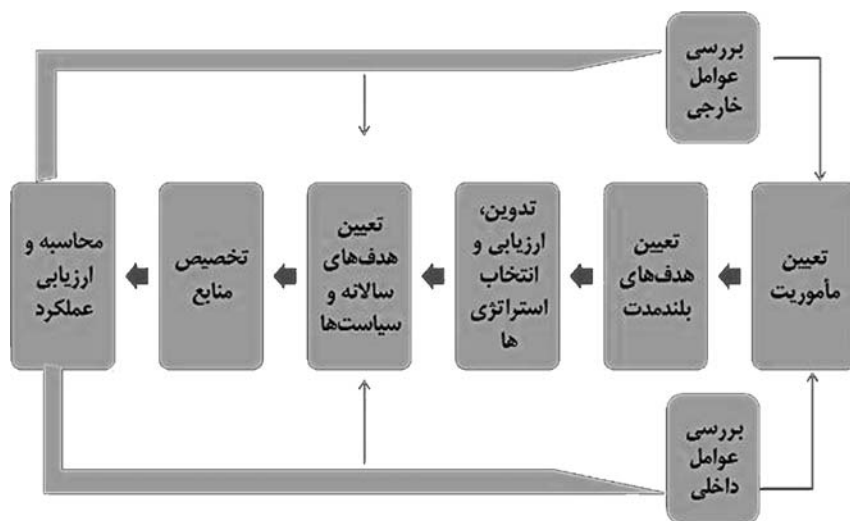 بررسی
عوامل
خارجی
تعیین
مأموریت
تعیین
هدف‌های
بلندمدت
تدوین،
ارزیابی و
انتخاب
استراتژی
ها
تعیین
هدف‌های
سالانه و
سیاست‌ها
تخصیص
منابع
محاسبه و
ارزیابی
عملکرد
بررسی
عوامل
داخلی